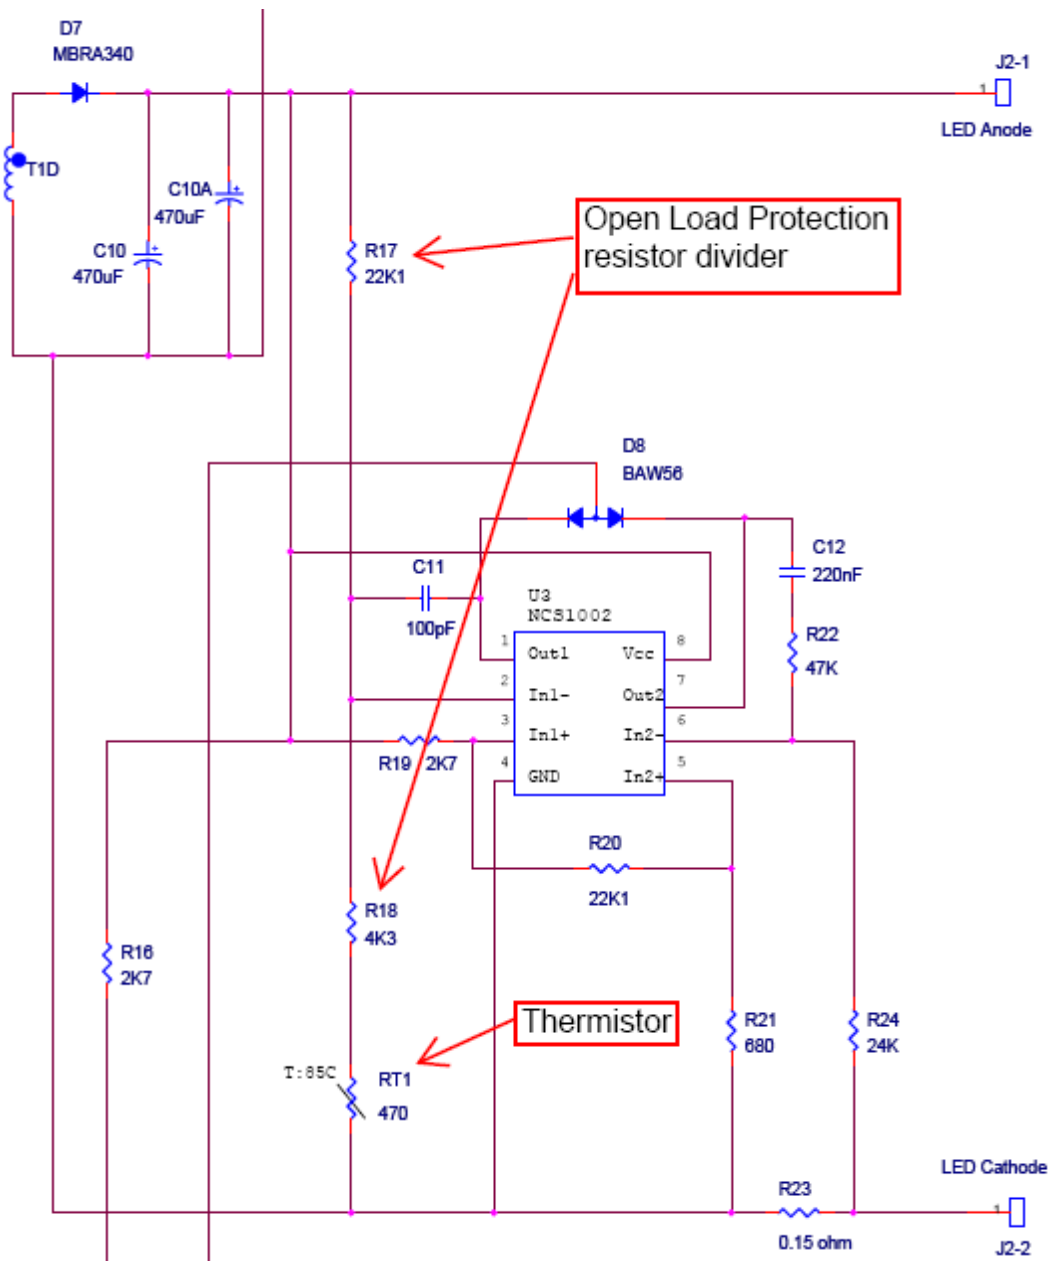 D7
MBRA340
J2-1
1
LED Anode
T1D
C10A
470uF
C10
470uF
Open Load Protection
resistor divider
R17
22K1
D8
BAW56
C12
220nF
C11
100pF
U3
NCS1002
R22
47K
1
Out1
Vcc
8
2
In1-
Out2
7
3
In1+
In2-
6
4
GND
In2+
5
R19 2K7
R20
22K1
R18
4K3
R16
2K7
Thermistor
R21
680
R24
24K
T:85C
RT1
470
LED Cathode
R23
0.15 ohm
1
J2-2